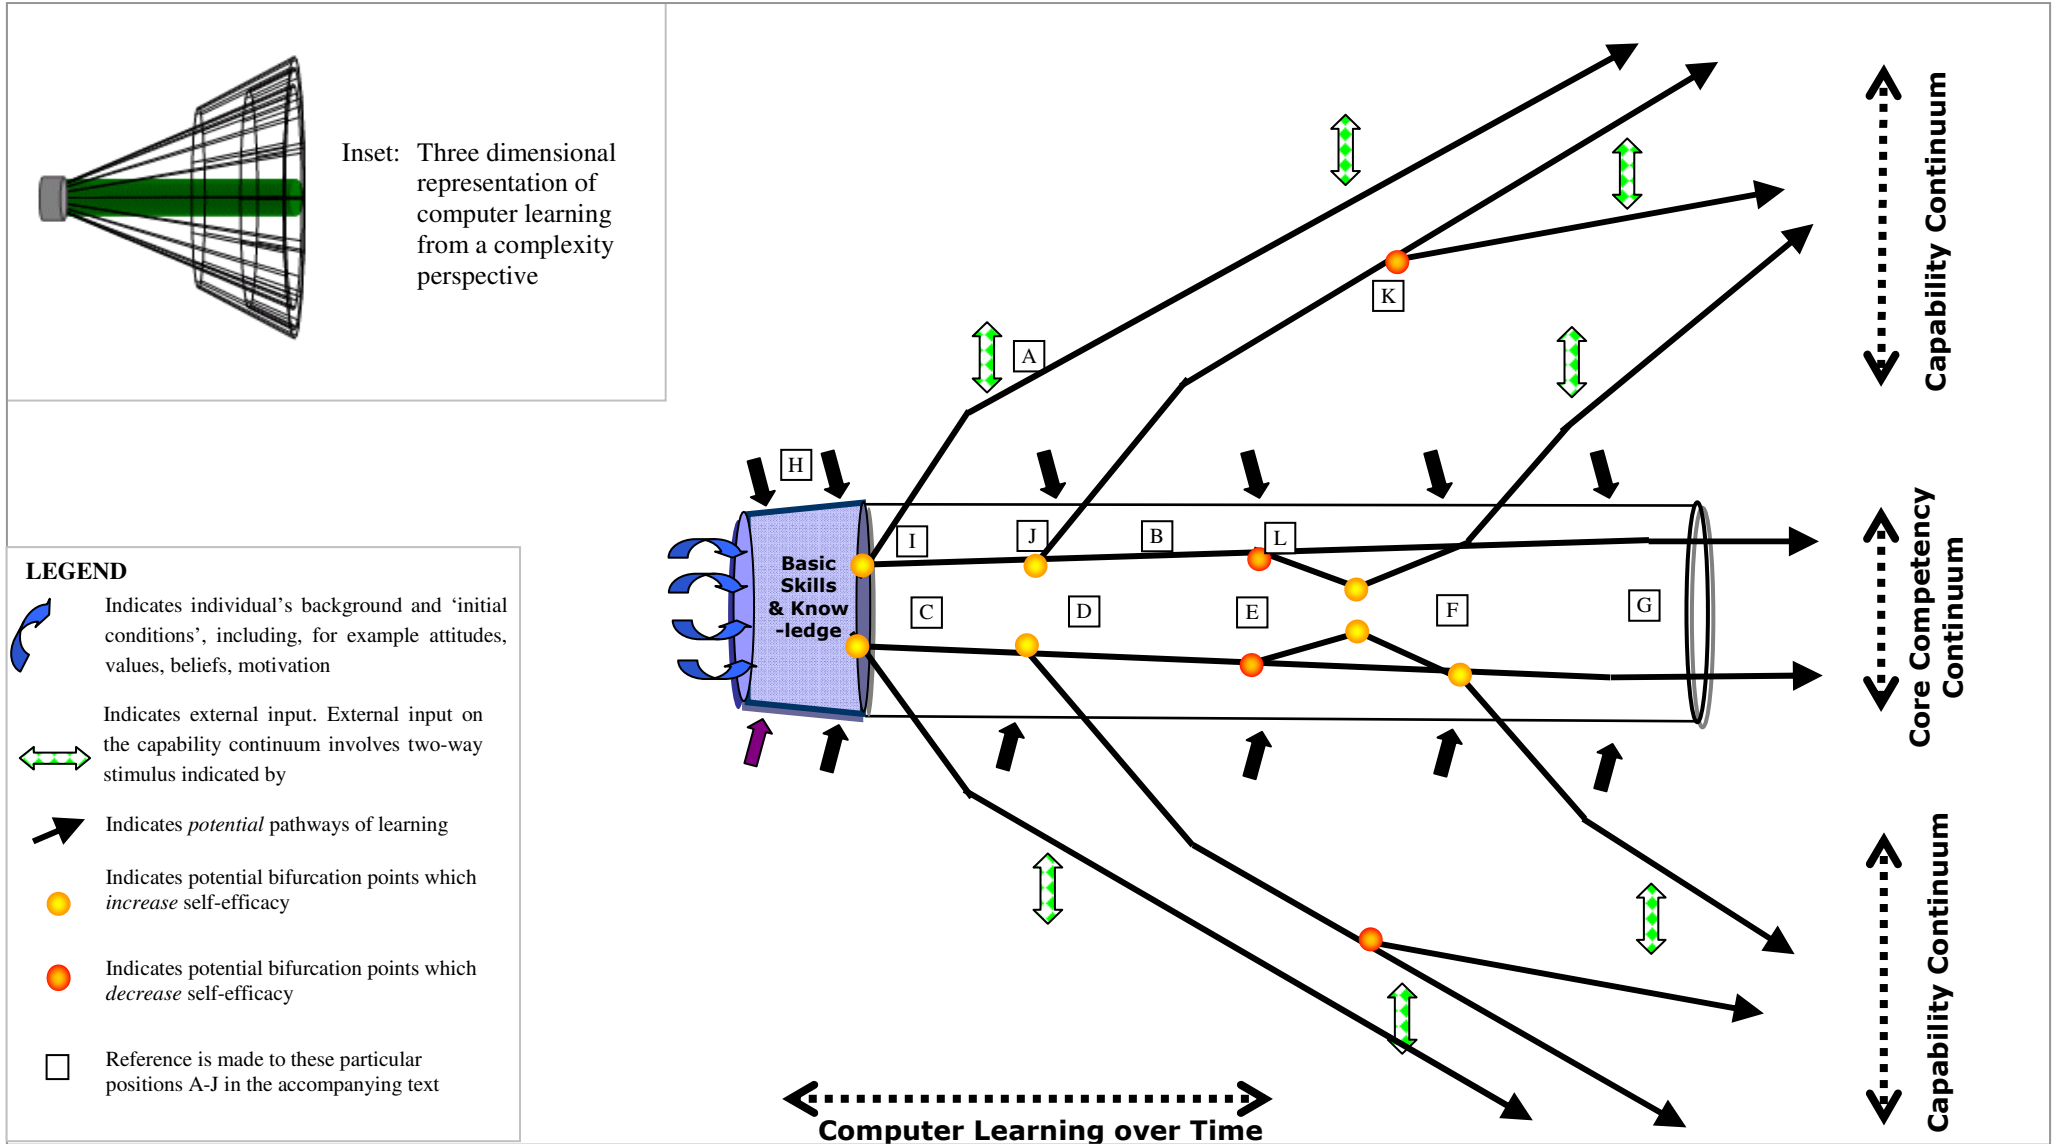 Inset: Three dimensional
representation of
computer learning
from a complexity
perspective
Capability Continuum
A
K
H
I
J
B
L
Basic
Skills
& Know
-ledge
C
D
E
F
G
Core Competency
Continuum
LEGEND
Indicates individual’s background and ‘initial
conditions’, including, for example attitudes,
values, beliefs, motivation
Indicates external input. External input on
the capability continuum involves two-way
stimulus indicated by
Indicates potential pathways of learning
Indicates potential bifurcation points which
increase self-efficacy
Indicates potential bifurcation points which
decrease self-efficacy
Reference is made to these particular
positions A-J in the accompanying text
Capability Continuum
Computer Learning over Time